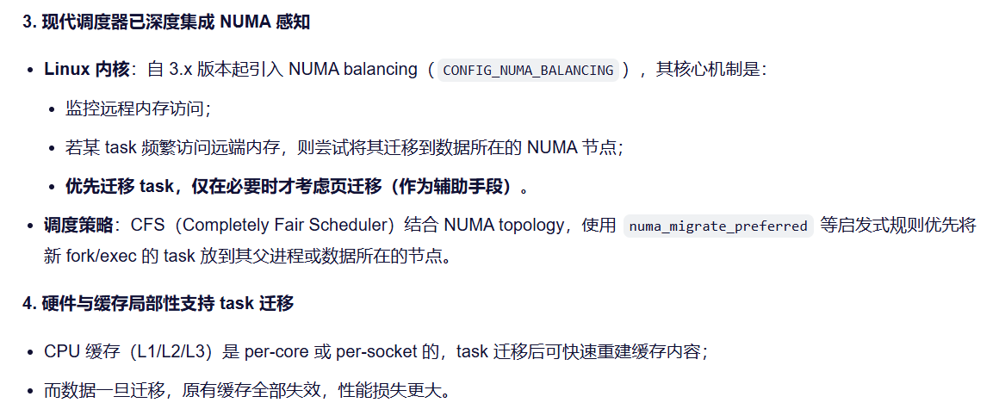 3. 现代调度器已深度集成 NUMA 感知
• Linux 内核：自 3.x 版本起引入 NUMA balancing（ CONFIG_NUMA_BALANCING ），其核心机制是：
• 监控远程内存访问；
• 若某 task 频繁访问远端内存，则尝试将其迁移到数据所在的 NUMA 节点；
• 优先迁移 task，仅在必要时才考虑页迁移（作为辅助手段）。
• 调度策略：CFS（Completely Fair Scheduler）结合 NUMA topology，使用 numa_migrate_preferred 等启发式规则优先将
新 fork/exec 的 task 放到其父进程或数据所在的节点。
4. 硬件与缓存局部性支持 task 迁移
• CPU 缓存（L1/L2/L3）是 per-core 或 per-socket 的，task 迁移后可快速重建缓存内容；
• 而数据一旦迁移，原有缓存全部失效，性能损失更大。